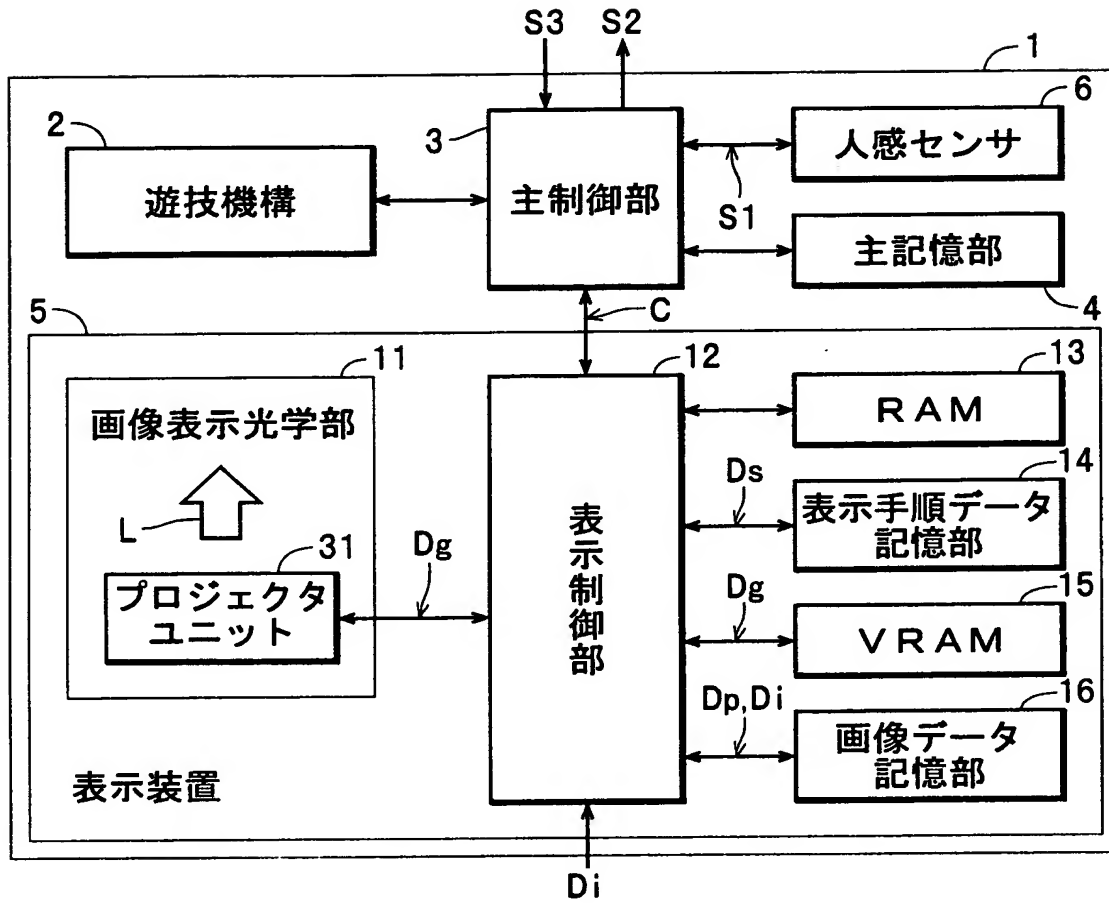 S3
S2
1
2
3
6
遊技機構
主制御部
人感センサ
S1
主記憶部
4
5
C
11
12
13
画像表示光学部
RAM
Ds
14
表示手順データ
記憶部
L
31
Dg
プロジェクタ
ユニット
表示制御部
Dg
15
VRAM
Dp,Di
16
画像データ
記憶部
表示装置
Di